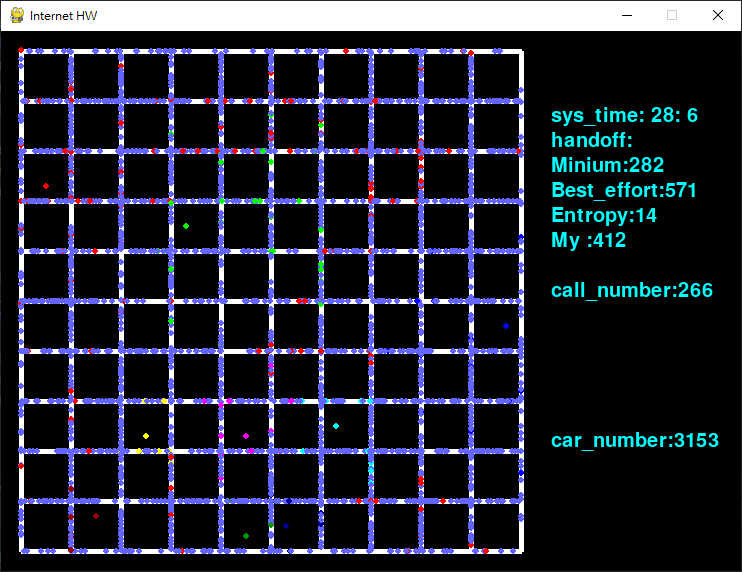 Internet HW
sys_time: 28: 6
handoff:
Minium:282
Best_effort:571
Entropy:14
My :412
call_number:266
car_number:3153